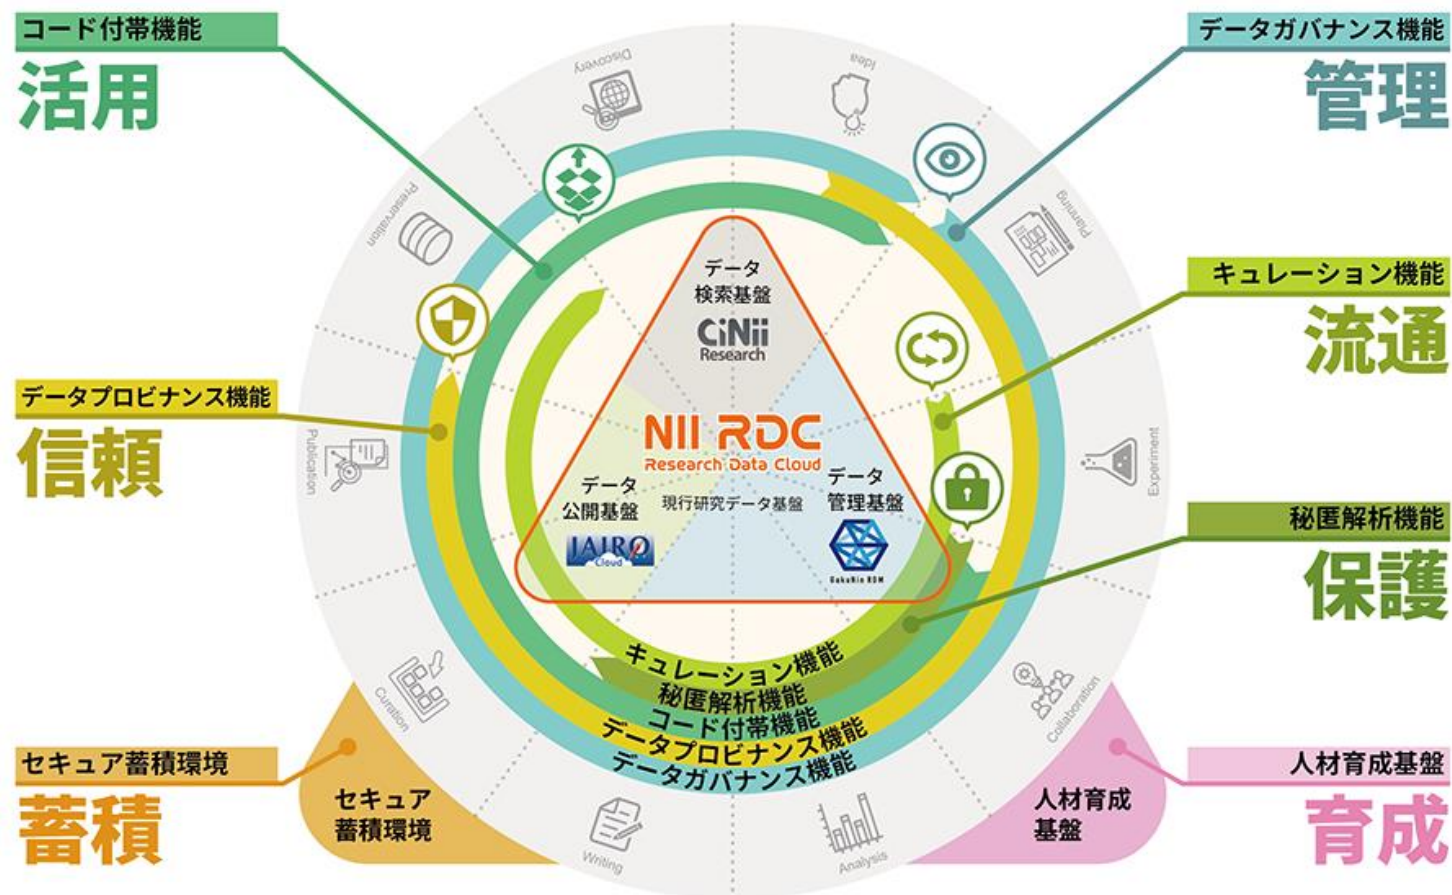 コード付帯機能
活用
データプロビナンス機能
信頼
セキュア蓄積環境
蓄積
データガバナンス機能
管理
キュレーション機能
流通
秘匿解析機能
保護
人材育成基盤
育成
Discovery
Idea
Planning
Experiment
Collaboration
Analysis
Writing
Curation
Publication
Preservation
データ
検索基盤
CiNii
Research
NII RDC
Research Data Cloud
現行研究データ基盤
データ
公開基盤
JAIRO
Cloud
データ
管理基盤
GakuNin RDM
キュレーション機能
秘匿解析機能
コード付帯機能
データプロビナンス機能
データガバナンス機能
セキュア
蓄積環境
人材育成
基盤